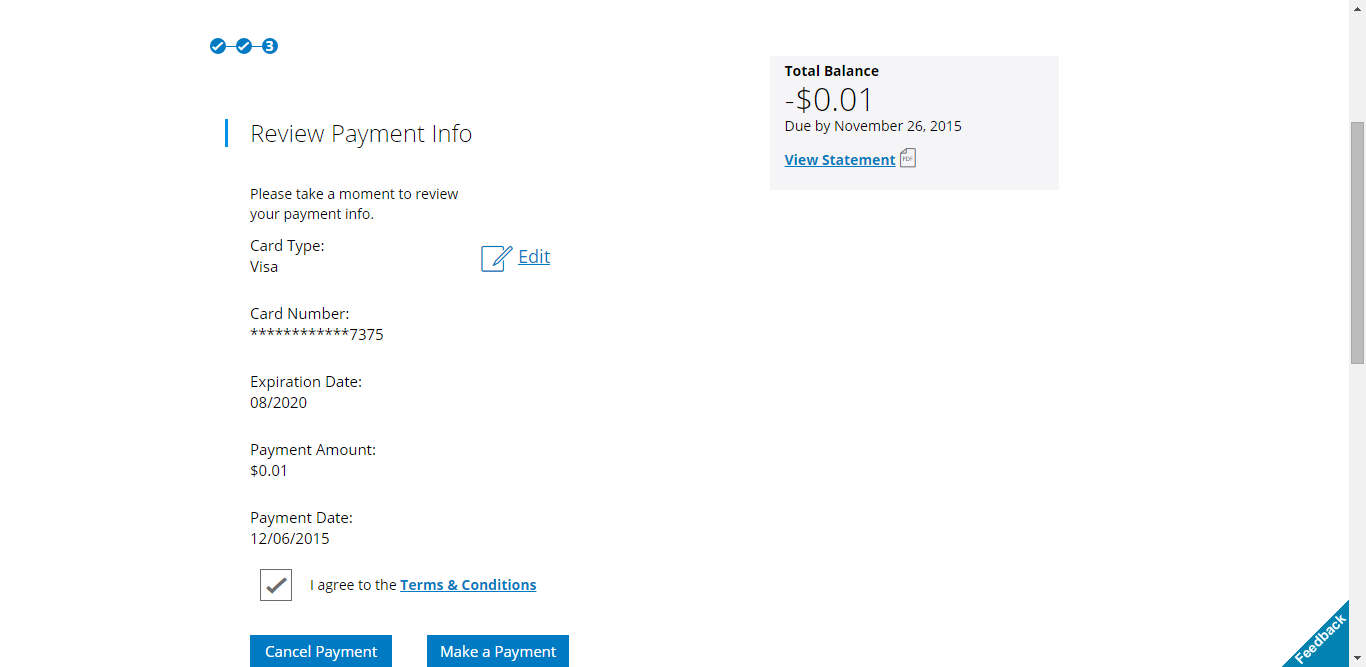 3
Total Balance
-$0.01
Due by November 26, 2015
View Statement PDF
Review Payment Info
Please take a moment to review
your payment info.
Card Type:
Visa
Edit
Card Number:
************7375
Expiration Date:
08/2020
Payment Amount:
$0.01
Payment Date:
12/06/2015
I agree to the Terms & Conditions
Cancel Payment
Make a Payment
Feedback